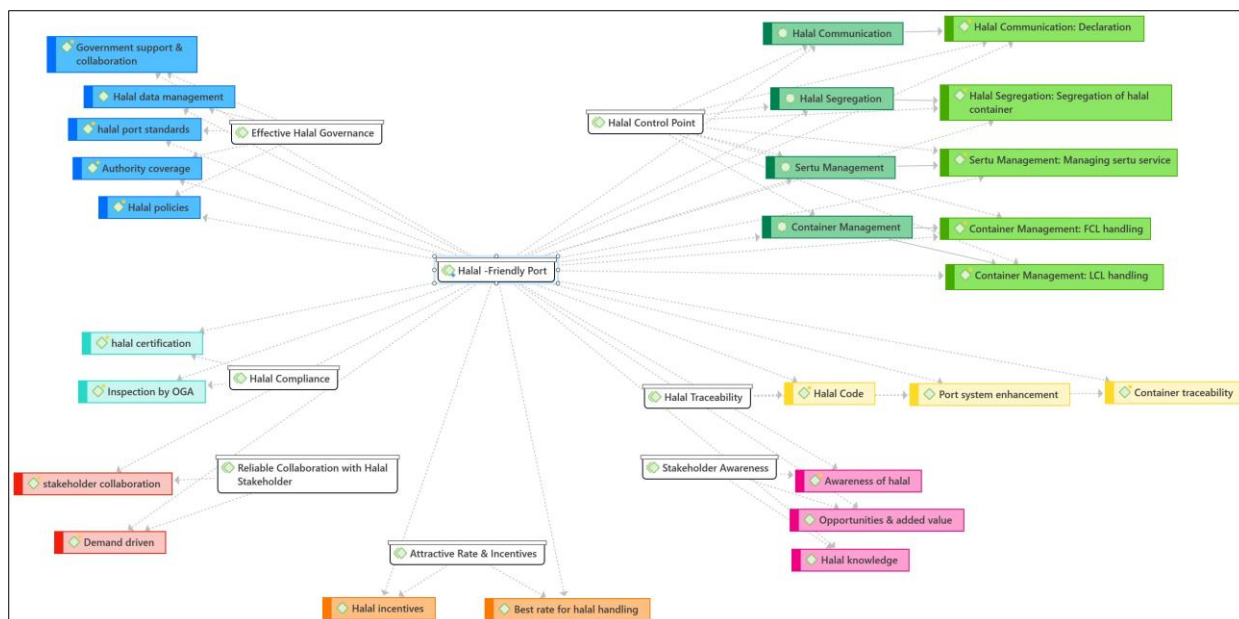 Government support &
collaboration
Halal data management
halal port standards
Effective Halal Governance
Authority coverage
Halal policies
Halal Communication
Halal Communication: Declaration
Halal Segregation
Halal Segregation: Segregation of halal
container
Halal Control Point
Sertu Management
Sertu Management: Managing sertu service
Container Management
Container Management: FCL handling
Container Management: LCL handling
Halal -Friendly Port
halal certification
Halal Compliance
Inspection by OGA
Halal Traceability
Halal Code
Port system enhancement
Container traceability
Reliable Collaboration with Halal
Stakeholder
stakeholder collaboration
Demand driven
Stakeholder Awareness
Awareness of halal
Opportunities & added value
Halal knowledge
Attractive Rate & Incentives
Halal incentives
Best rate for halal handling